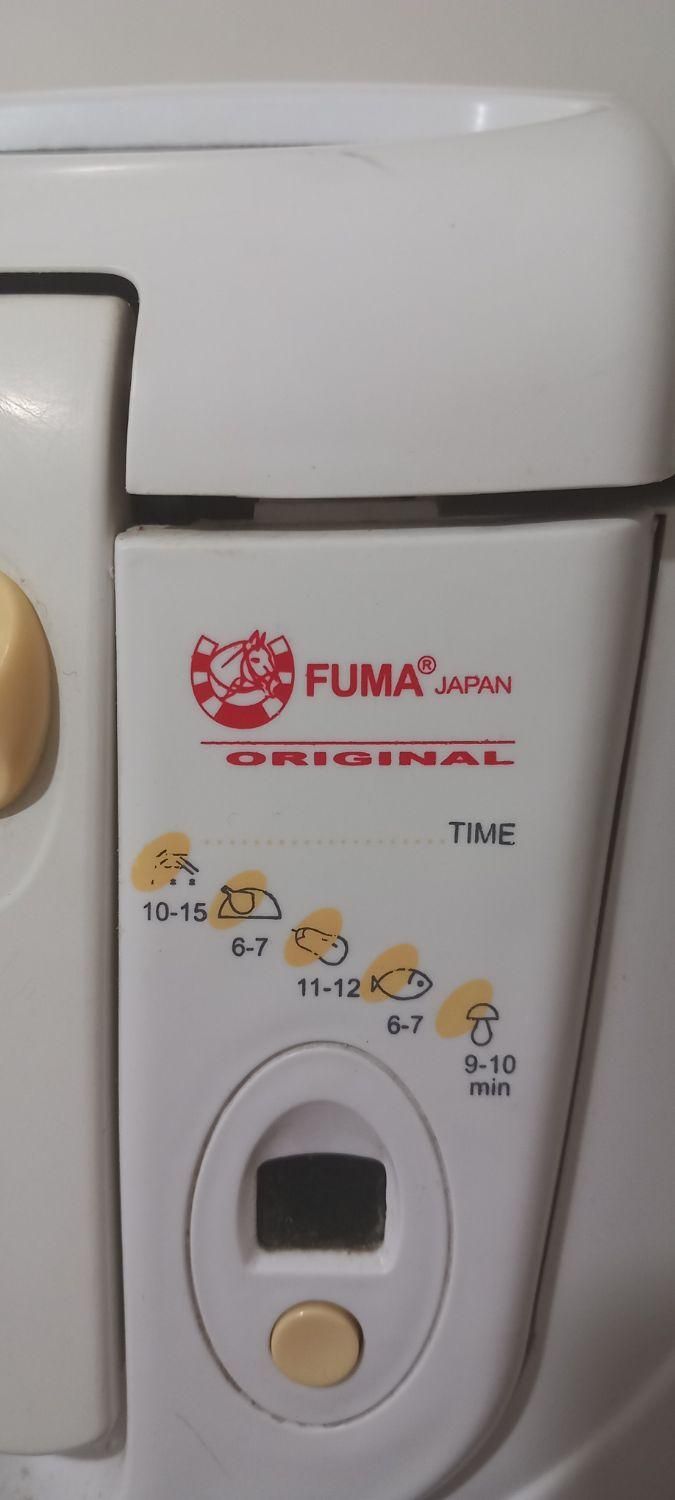 FUMA® JAPAN
ORIGINAL
TIME
10-15
6-7
11-12
6-7
9-10
min